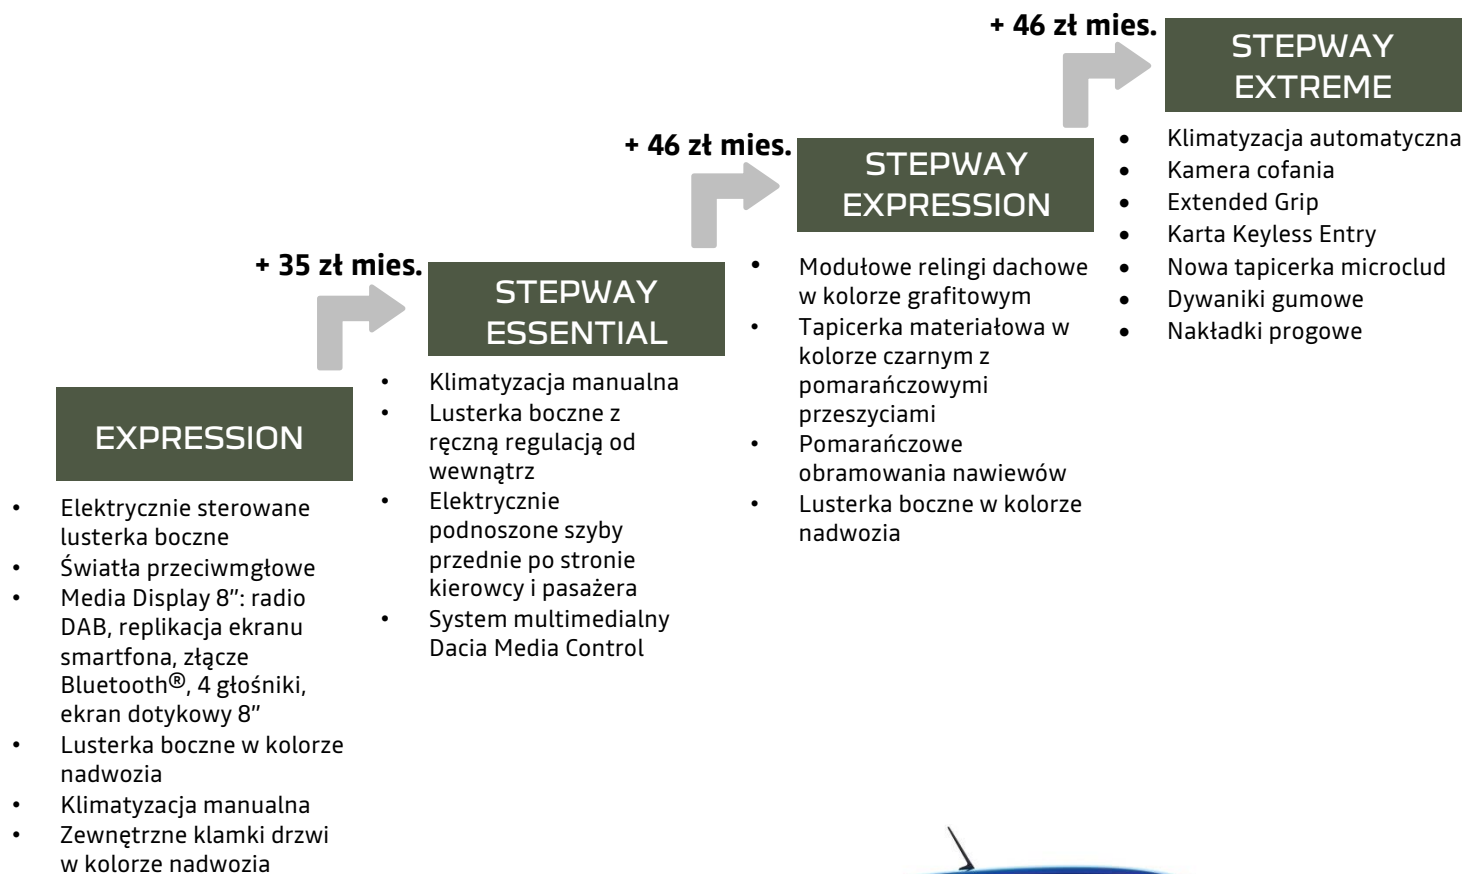 + 46 zł mies.
STEPWAY
EXTREME
• Klimatyzacja automatyczna
• Kamera cofania
• Extended Grip
• Karta Keyless Entry
• Nowa tapicerka microclud
• Dywaniki gumowe
• Nakładki progowe
+ 46 zł mies.
STEPWAY
EXPRESSION
• Modułowe relingi dachowe
w kolorze grafitowym
• Tapicerka materiałowa w
kolorze czarnym z
pomarańczowymi
przeszyciami
• Pomarańczowe
obramowania nawiewów
• Lusterka boczne w kolorze
nadwozia
+ 35 zł mies.
STEPWAY
ESSENTIAL
• Klimatyzacja manualna
• Lusterka boczne z
ręczną regulacją od
wewnątrz
• Elektrycznie
podnoszone szyby
przednie po stronie
kierowcy i pasażera
• System multimedialny
Dacia Media Control
EXPRESSION
• Elektrycznie sterowane
lusterka boczne
• Światła przeciwmgłowe
• Media Display 8”: radio
DAB, replikacja ekranu
smartfona, złącze
Bluetooth®, 4 głośniki,
ekran dotykowy 8”
• Lusterka boczne w kolorze
nadwozia
• Klimatyzacja manualna
• Zewnętrzne klamki drzwi
w kolorze nadwozia